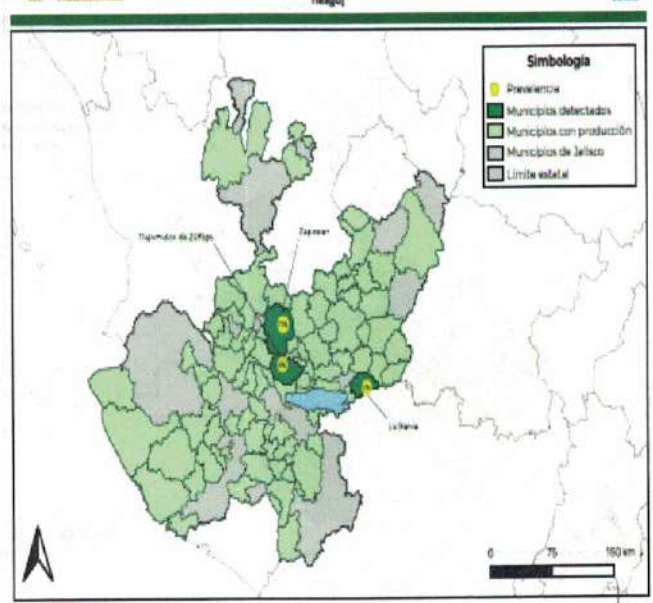 Simbología
Prevalencia
Municipios detectados
Municipios con producción
Municipios de Jalisco
Límite estatal
Tlajomulco de Zúñiga
Zapopan
La Barca
0 75 150 km